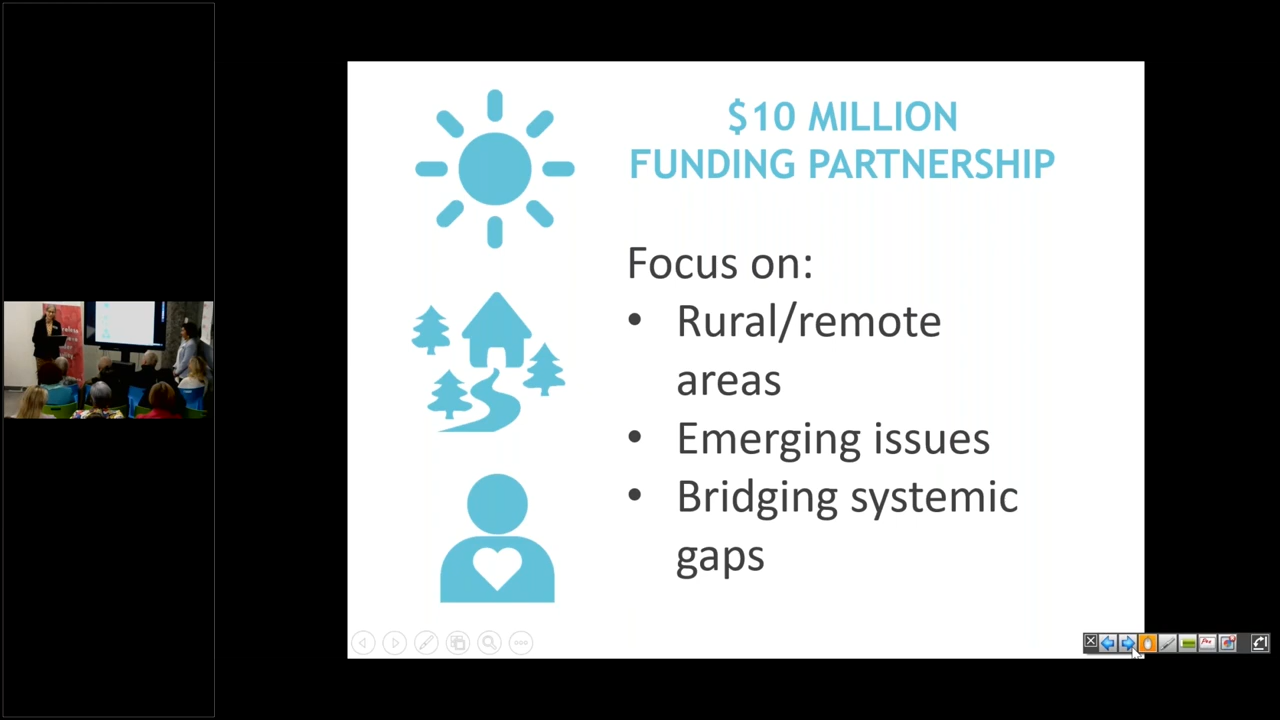 $10 MILLION
FUNDING PARTNERSHIP
Focus on:
• Rural/remote
areas
• Emerging issues
• Bridging systemic
gaps